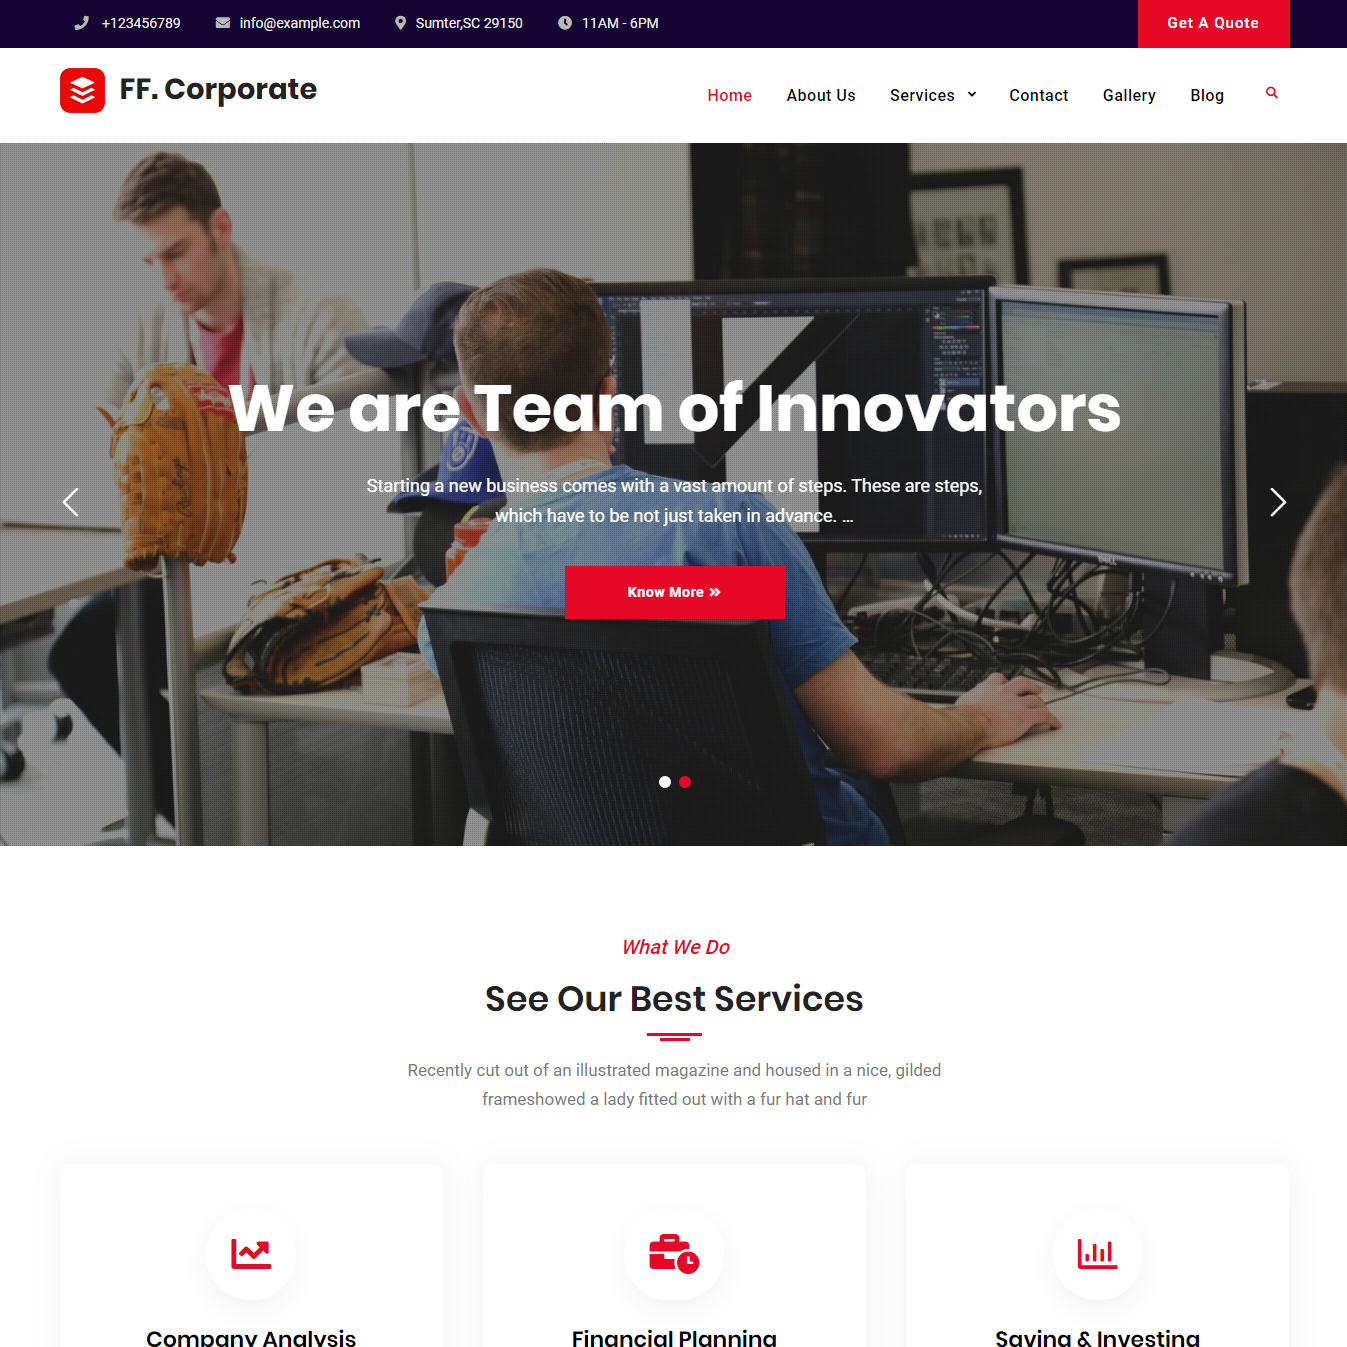 +123456789
info@example.com
Sumter,SC 29150
11AM - 6PM
Get A Quote
FF. Corporate
Home
About Us
Services
Contact
Gallery
Blog
We are Team of Innovators
Starting a new business comes with a vast amount of steps. These are steps,
which have to be not just taken in advance. ...
Know More »
What We Do
See Our Best Services
Recently cut out of an illustrated magazine and housed in a nice, gilded
frameshowed a lady fitted out with a fur hat and fur
Company Analysis
Financial Planning
Saving & Investing